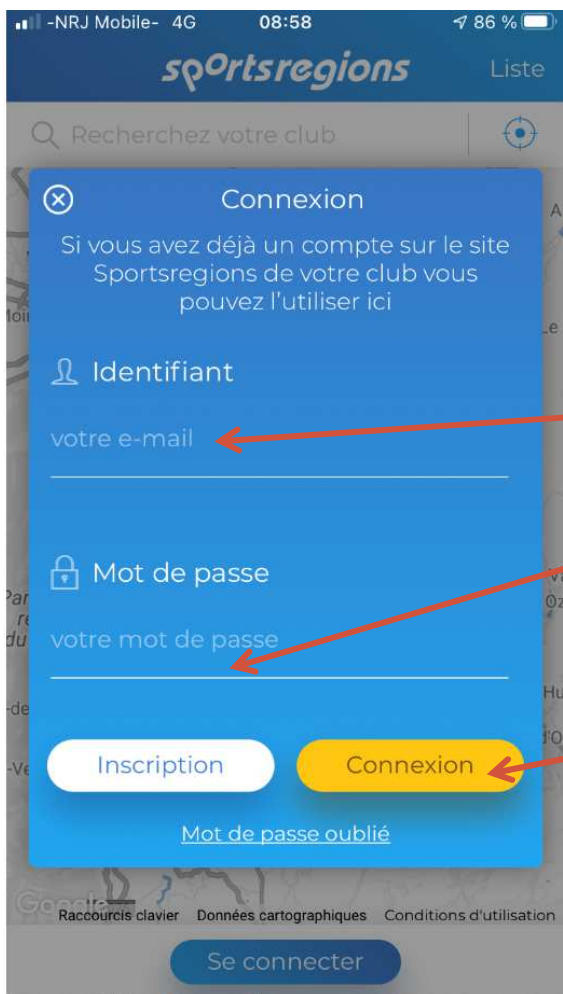 -NRJ Mobile- 4G 08:58 86 %
sportsregions Liste
Recherchez votre club
Connexion
Si vous avez déjà un compte sur le site
Sportsregions de votre club vous
pouvez l'utiliser ici
Identifiant
votre e-mail
Mot de passe
votre mot de passe
Inscription Connexion
Mot de passe oublié
Google
Raccourcis clavier Données cartographiques Conditions d'utilisation
Se connecter